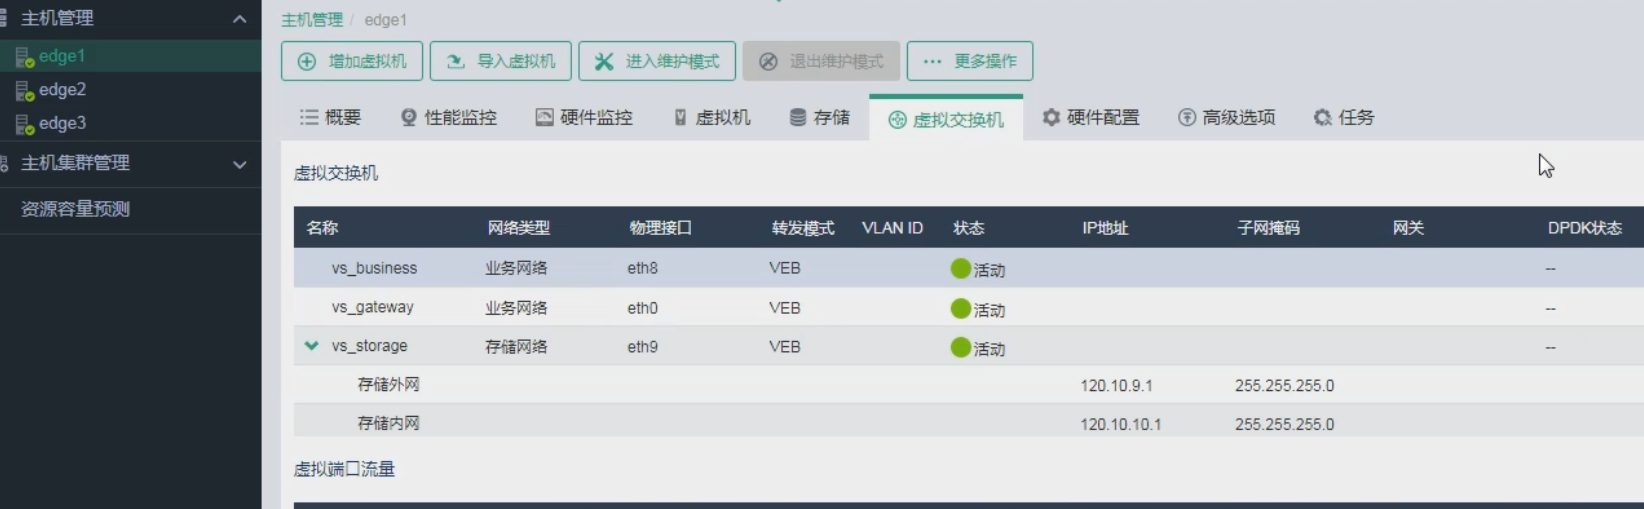 主机管理
edge1
edge2
edge3
主机集群管理
资源容量预测
主机管理 / edge1
增加虚拟机 导入虚拟机 进入维护模式 退出维护模式 ··· 更多操作
概要 性能监控 硬件监控 虚拟机 存储 虚拟交换机 硬件配置 高级选项 任务
虚拟交换机
名称 网络类型 物理接口 转发模式 VLAN ID 状态 IP地址 子网掩码 网关 DPDK状态
vs_business 业务网络 eth8 VEB 活动 --
vs_gateway 业务网络 eth0 VEB 活动 --
vs_storage 存储网络 eth9 VEB 活动 --
存储外网 120.10.9.1 255.255.255.0
存储内网 120.10.10.1 255.255.255.0
虚拟端口流量